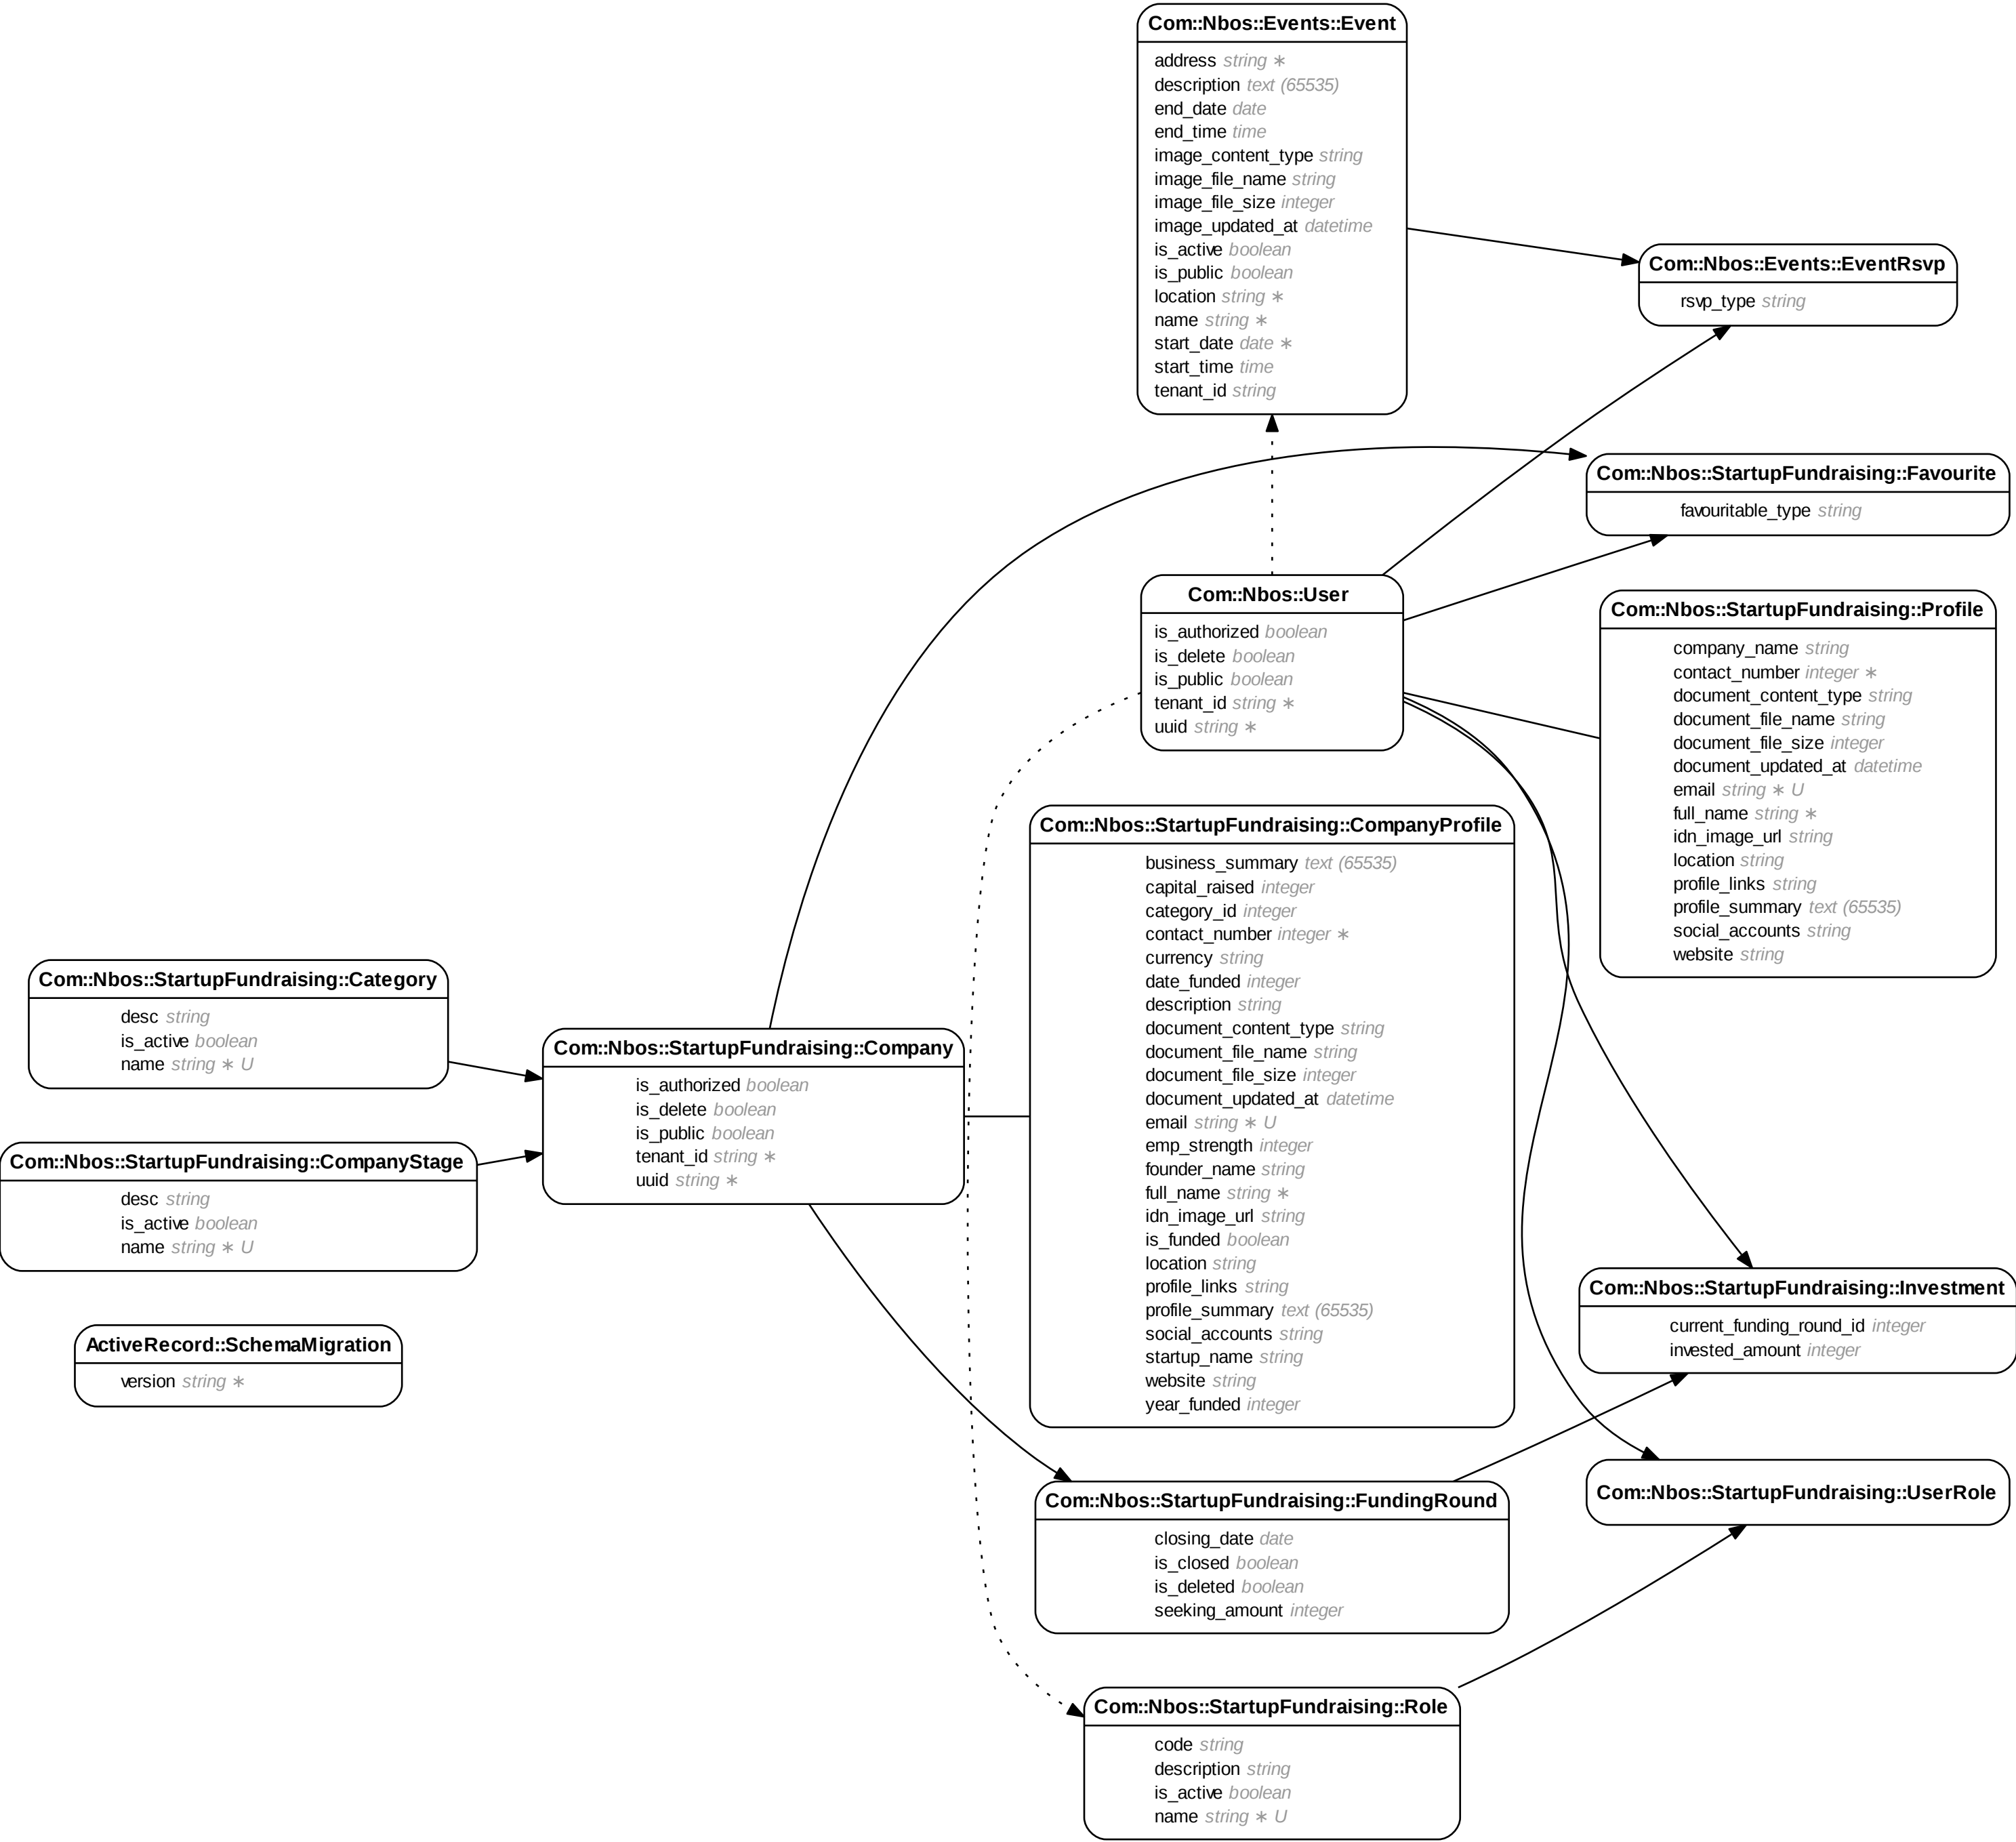 Com::Nbos::Events::Event
address string ∗
description text (65535)
end_date date
end_time time
image_content_type string
image_file_name string
image_file_size integer
image_updated_at datetime
is_active boolean
is_public boolean
location string ∗
name string ∗
start_date date ∗
start_time time
tenant_id string
Com::Nbos::Events::EventRsvp
rsvp_type string
Com::Nbos::StartupFundraising::Favourite
favouritable_type string
Com::Nbos::User
is_authorized boolean
is_delete boolean
is_public boolean
tenant_id string ∗
uuid string ∗
Com::Nbos::StartupFundraising::Profile
company_name string
contact_number integer ∗
document_content_type string
document_file_name string
document_file_size integer
document_updated_at datetime
email string ∗ U
full_name string ∗
idn_image_url string
location string
profile_links string
profile_summary text (65535)
social_accounts string
website string
Com::Nbos::StartupFundraising::CompanyProfile
business_summary text (65535)
capital_raised integer
category_id integer
contact_number integer ∗
currency string
date_funded integer
description string
document_content_type string
document_file_name string
document_file_size integer
document_updated_at datetime
email string ∗ U
emp_strength integer
founder_name string
full_name string ∗
idn_image_url string
is_funded boolean
location string
profile_links string
profile_summary text (65535)
social_accounts string
startup_name string
website string
year_funded integer
Com::Nbos::StartupFundraising::Category
desc string
is_active boolean
name string ∗ U
Com::Nbos::StartupFundraising::Company
is_authorized boolean
is_delete boolean
is_public boolean
tenant_id string ∗
uuid string ∗
Com::Nbos::StartupFundraising::CompanyStage
desc string
is_active boolean
name string ∗ U
ActiveRecord::SchemaMigration
version string ∗
Com::Nbos::StartupFundraising::Investment
current_funding_round_id integer
invested_amount integer
Com::Nbos::StartupFundraising::UserRole
Com::Nbos::StartupFundraising::FundingRound
closing_date date
is_closed boolean
is_deleted boolean
seeking_amount integer
Com::Nbos::StartupFundraising::Role
code string
description string
is_active boolean
name string ∗ U